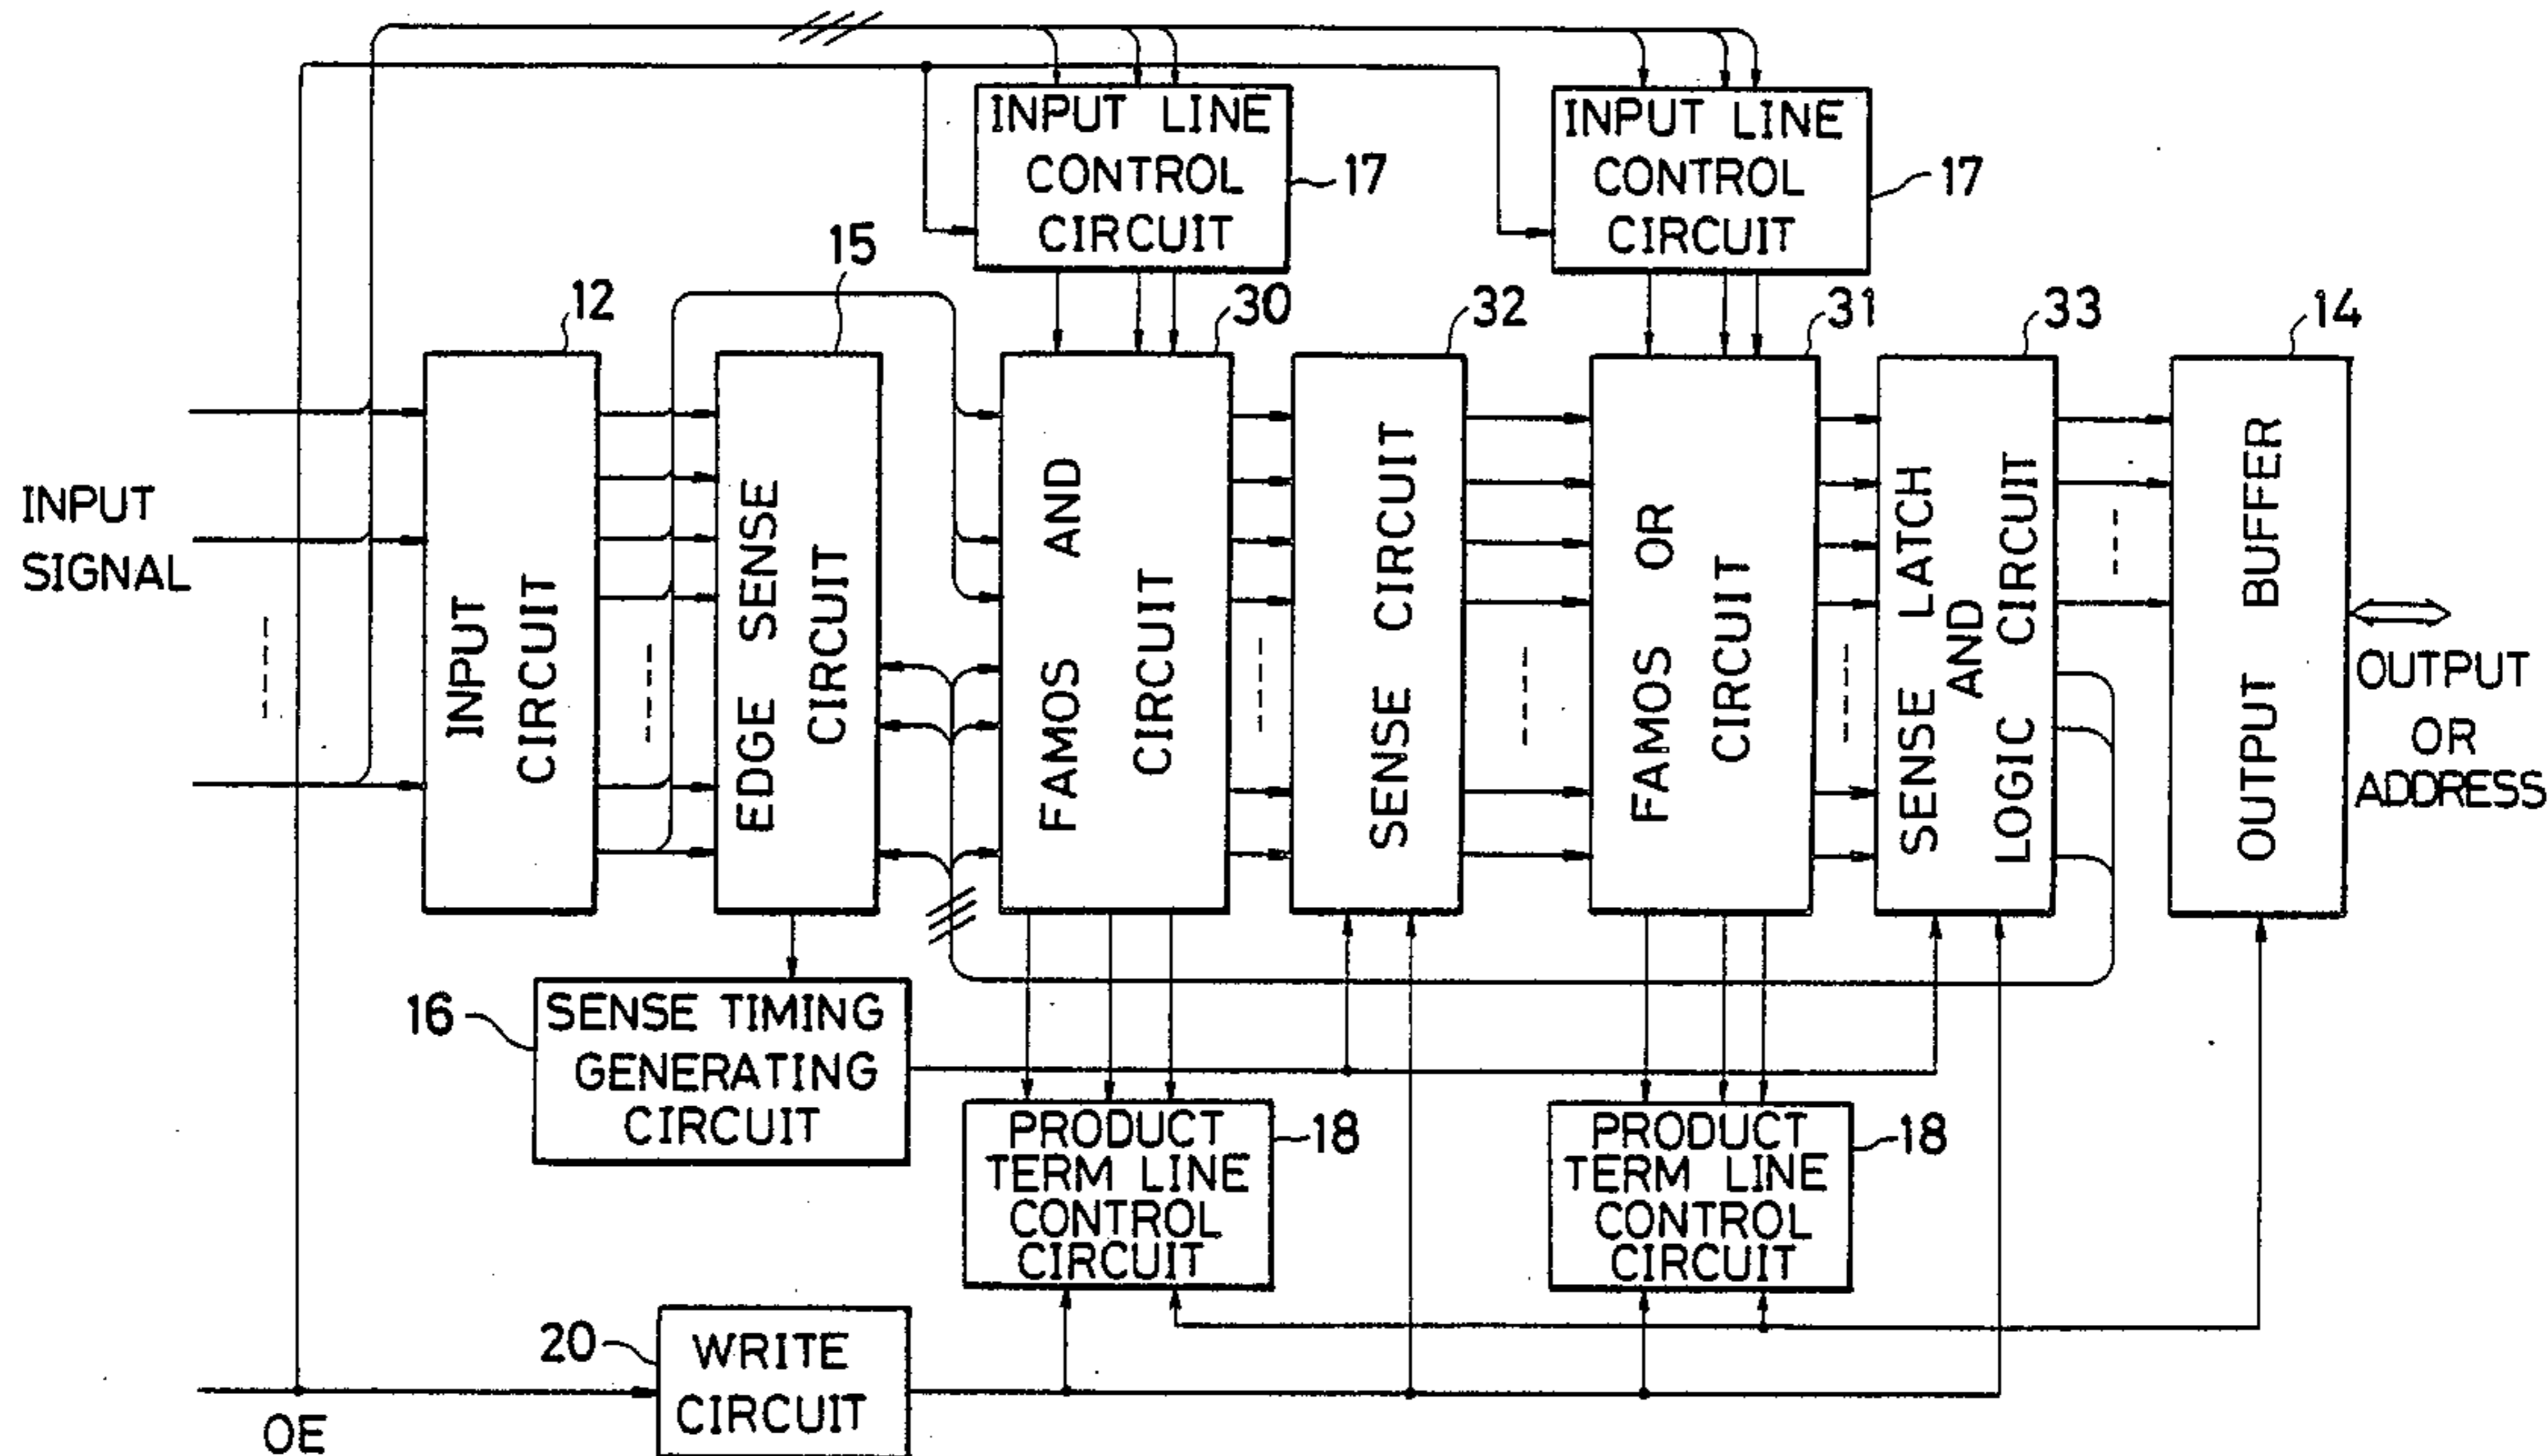 INPUT LINE
CONTROL
CIRCUIT
17
INPUT LINE
CONTROL
CIRCUIT
17
INPUT
SIGNAL
12
INPUT
CIRCUIT
15
EDGE SENSE
CIRCUIT
30
FAMOS AND
CIRCUIT
32
SENSE CIRCUIT
31
FAMOS OR
CIRCUIT
33
SENSE LATCH
AND
LOGIC CIRCUIT
14
OUTPUT BUFFER
OUTPUT
OR
ADDRESS
16
SENSE TIMING
GENERATING
CIRCUIT
PRODUCT
TERM LINE
CONTROL
CIRCUIT
18
PRODUCT
TERM LINE
CONTROL
CIRCUIT
18
20
WRITE
CIRCUIT
OE